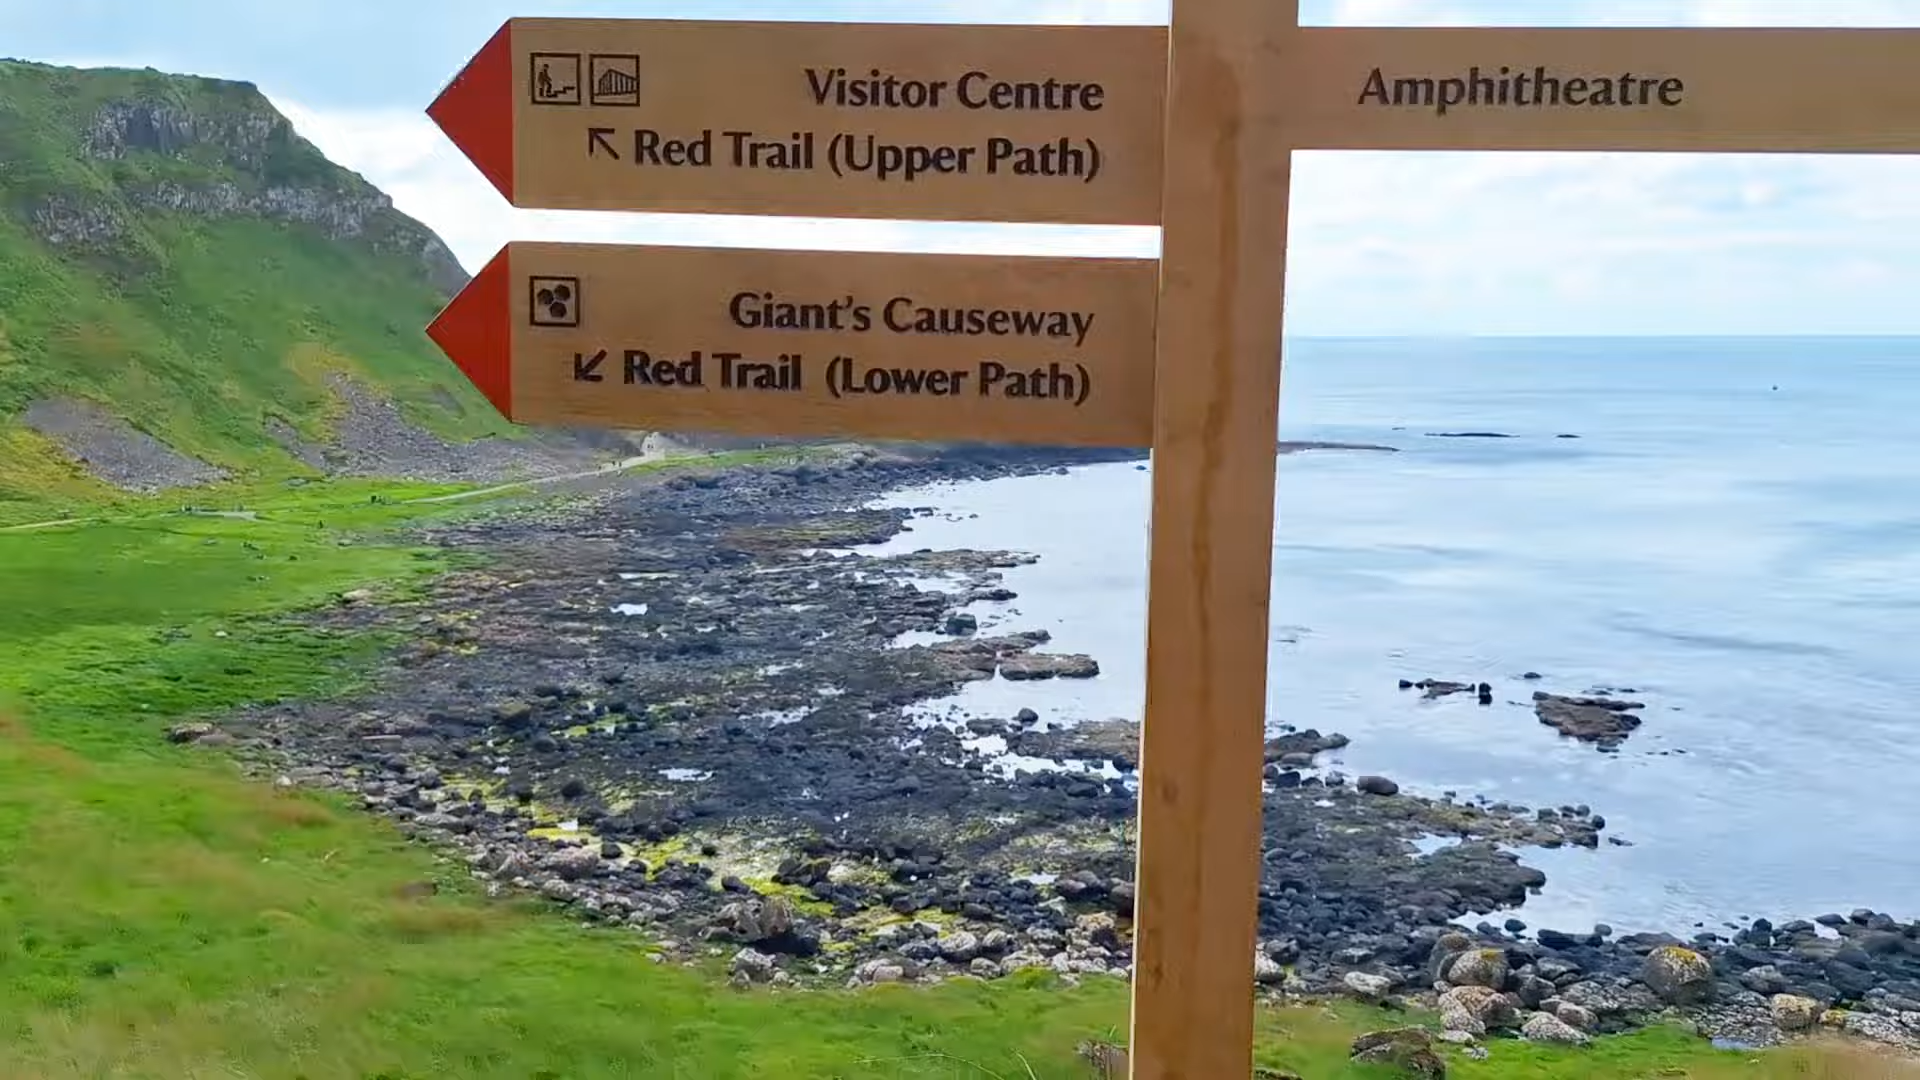 Visitor Centre
Red Trail (Upper Path)
Giant's Causeway
Red Trail (Lower Path)
Amphitheatre